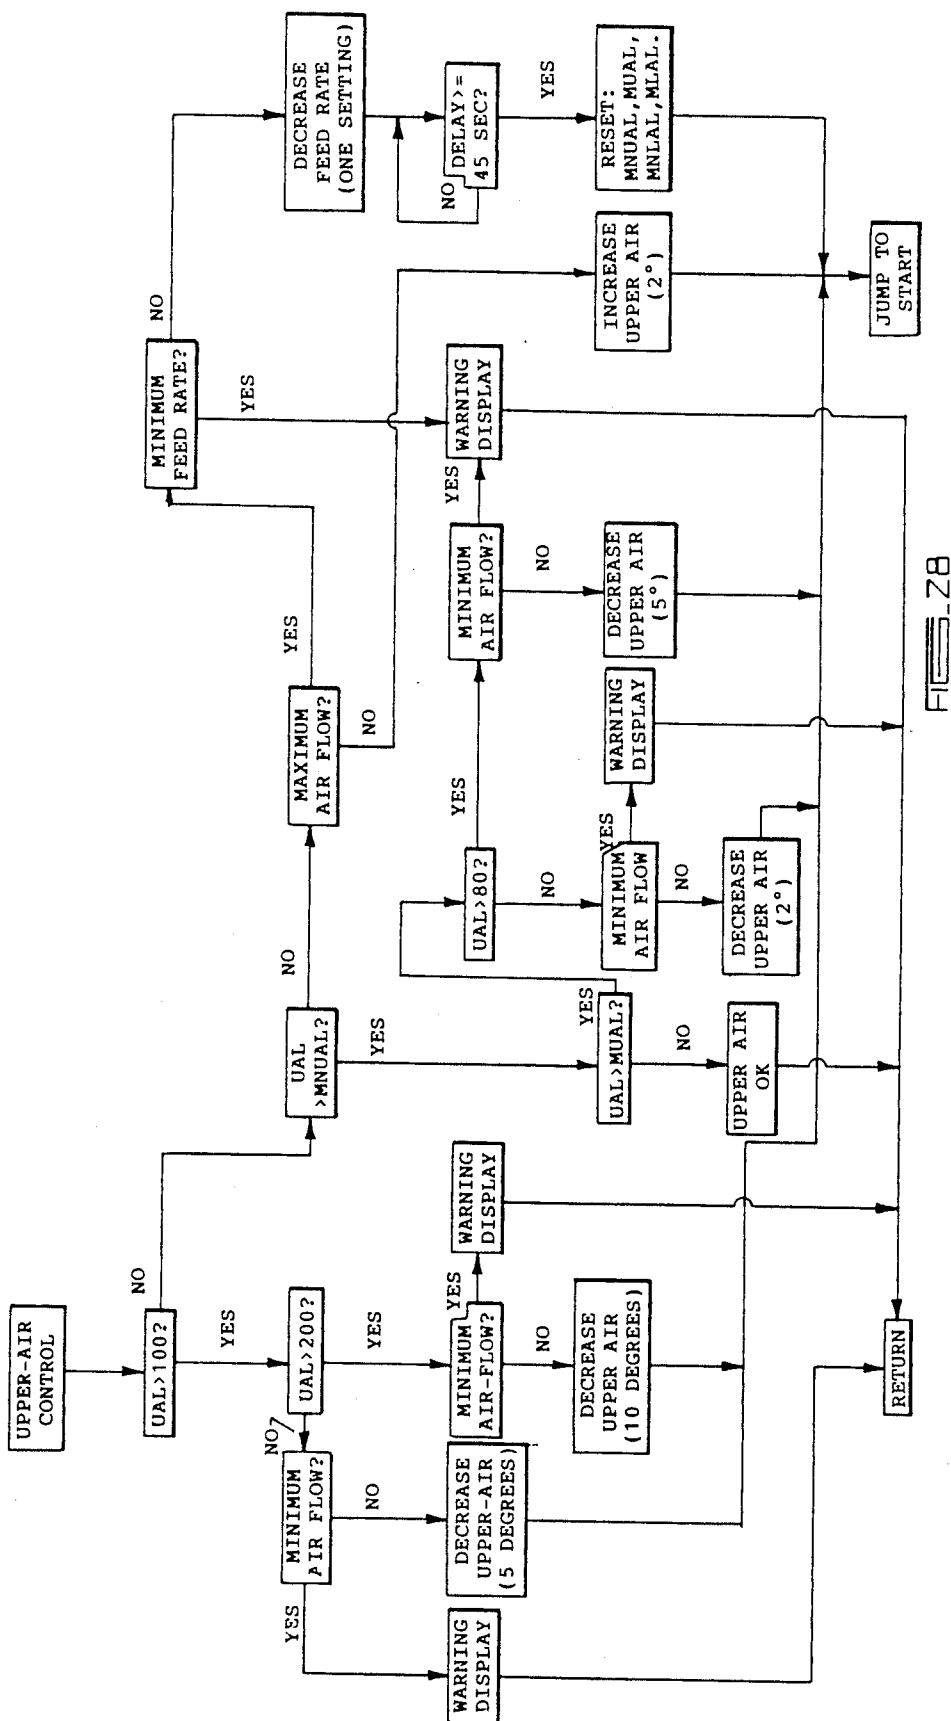 UPPER-AIR
CONTROL
UAL>100?
NO
YES
UAL>200?
NO
YES
MINIMUM
AIR FLOW?
YES
NO
WARNING
DISPLAY
DECREASE
UPPER-AIR
(5 DEGREES)
MINIMUM
AIR-FLOW?
YES
NO
WARNING
DISPLAY
DECREASE
UPPER AIR
(10 DEGREES)
RETURN
UAL
>MNUAL?
NO
YES
UAL>MUAL?
YES
NO
UPPER AIR
OK
UAL>80?
YES
NO
MINIMUM
AIR FLOW
YES
NO
WARNING
DISPLAY
DECREASE
UPPER AIR
(2°)
MINIMUM
AIR FLOW?
YES
NO
DECREASE
UPPER AIR
(5°)
WARNING
DISPLAY
MAXIMUM
AIR FLOW?
YES
NO
MINIMUM
FEED RATE?
YES
NO
INCREASE
UPPER AIR
(2°)
DECREASE
FEED RATE
(ONE SETTING)
DELAY>=
45 SEC?
NO
YES
RESET:
MNUAL,MUAL,
MNLAL,MLAL.
JUMP TO
START
FIG_28